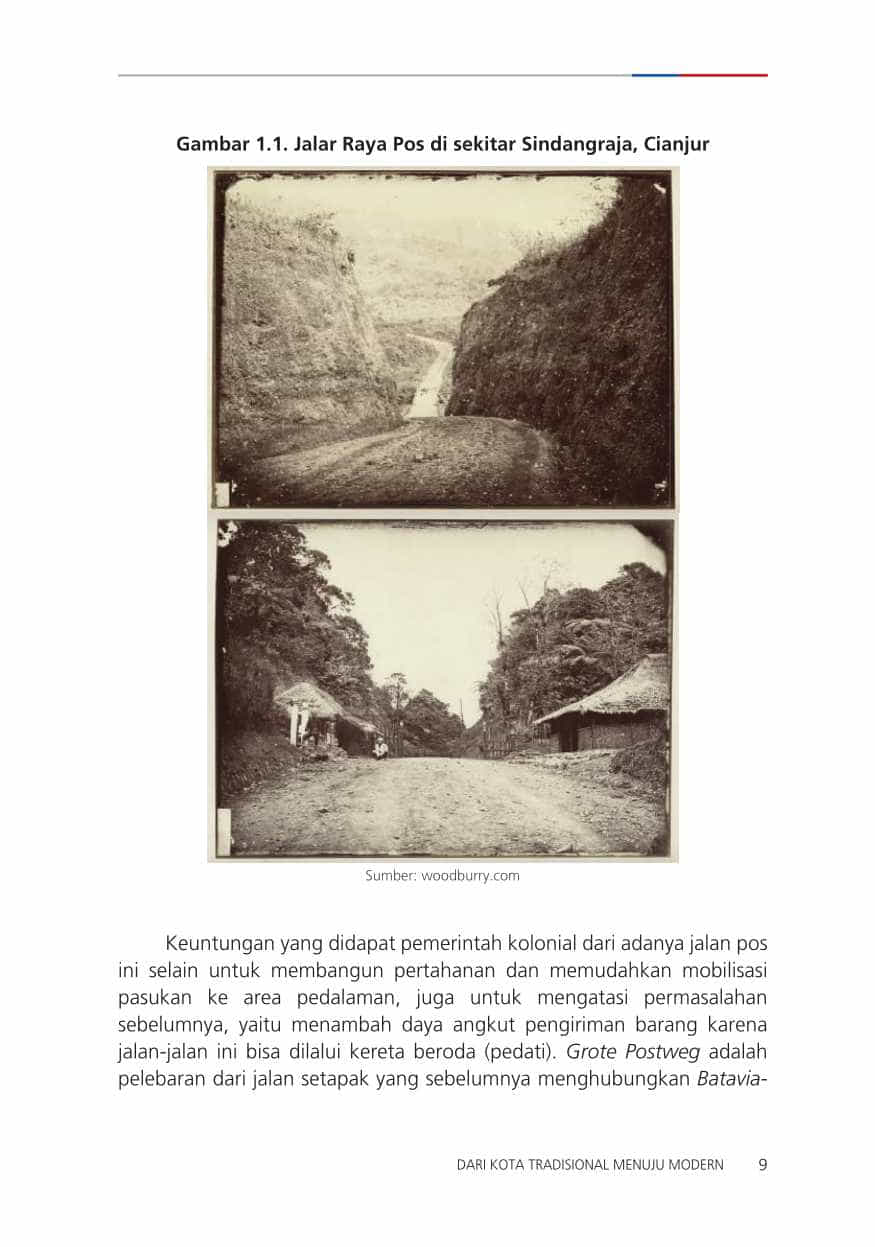 Gambar 1.1. Jalar Raya Pos di sekitar Sindangraja, Cianjur
Sumber: woodburry.com
Keuntungan yang didapat pemerintah kolonial dari adanya jalan pos
ini selain untuk membangun pertahanan dan memudahkan mobilisasi
pasukan ke area pedalaman, juga untuk mengatasi permasalahan
sebelumnya, yaitu menambah daya angkut pengiriman barang karena
jalan-jalan ini bisa dilalui kereta beroda (pedati). Grote Postweg adalah
pelebaran dari jalan setapak yang sebelumnya menghubungkan Batavia-
DARI KOTA TRADISIONAL MENUJU MODERN 9